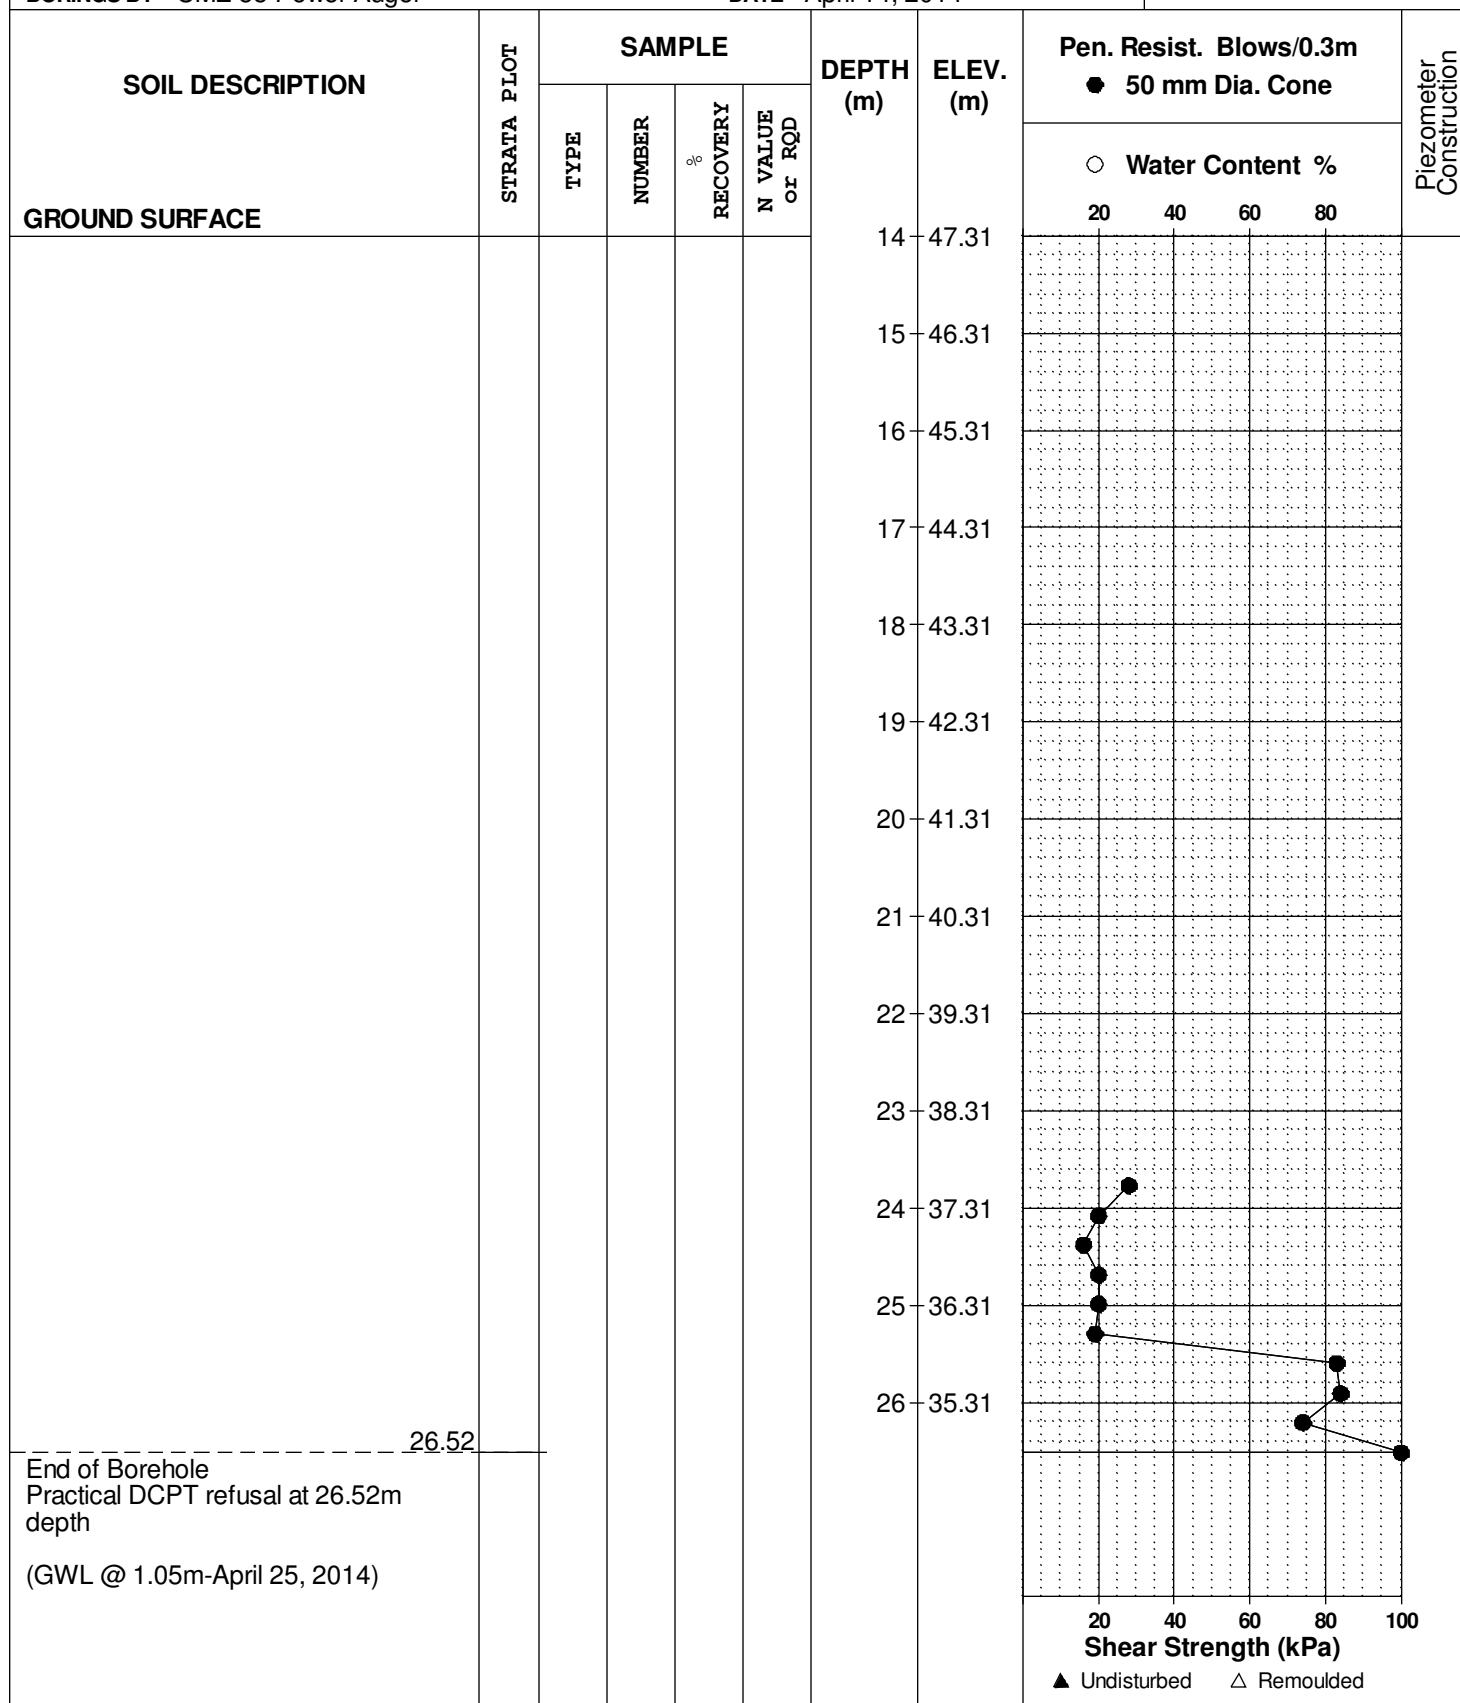 SOIL DESCRIPTION
GROUND SURFACE
STRATA PLOT
SAMPLE
TYPE
NUMBER
%
RECOVERY
N VALUE
or RQD
DEPTH
(m)
ELEV.
(m)
Pen. Resist. Blows/0.3m
● 50 mm Dia. Cone
○ Water Content %
20 40 60 80
Piezometer
Construction
14 47.31
15 46.31
16 45.31
17 44.31
18 43.31
19 42.31
20 41.31
21 40.31
22 39.31
23 38.31
24 37.31
25 36.31
26 35.31
26.52
End of Borehole
Practical DCPT refusal at 26.52m
depth
(GWL @ 1.05m-April 25, 2014)
20 40 60 80 100
Shear Strength (kPa)
▲ Undisturbed △ Remoulded